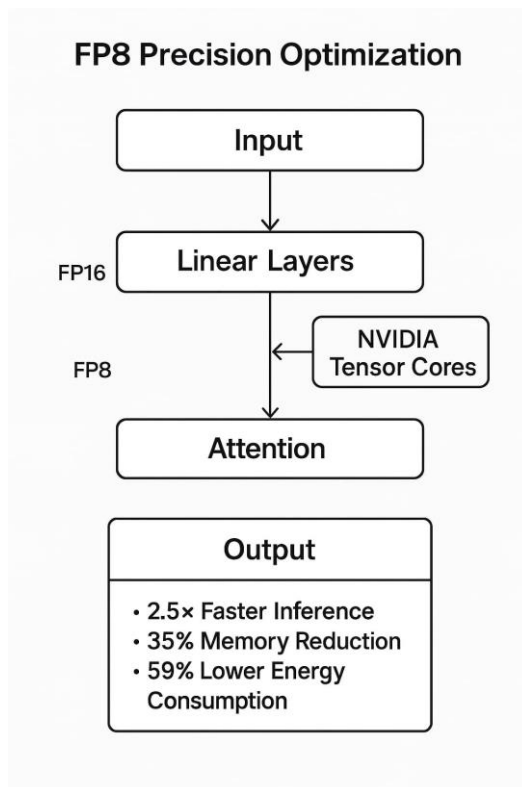 FP8 Precision Optimization
Input
Linear Layers
FP16
NVIDIA
Tensor Cores
FP8
Attention
Output
• 2.5× Faster Inference
• 35% Memory Reduction
• 59% Lower Energy
Consumption